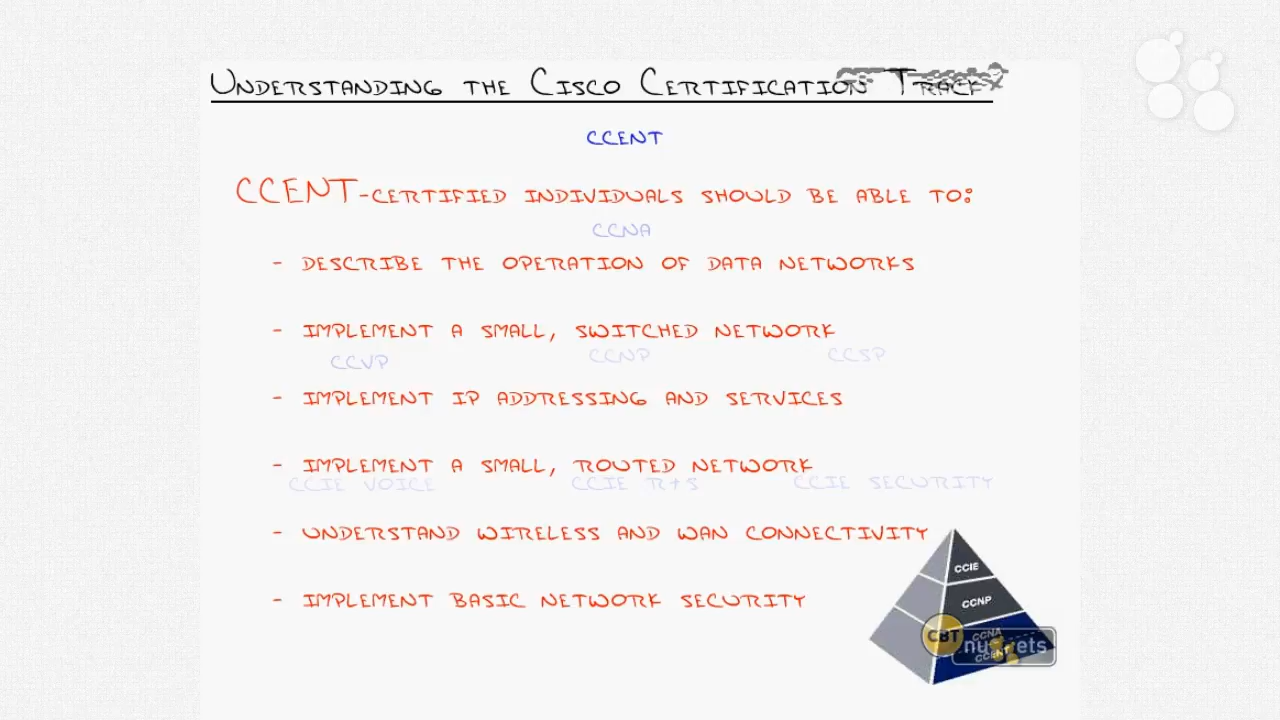 Understanding the Cisco Certification Track
CCENT
CCENT-certified individuals should be able to:
CCNA
- describe the operation of data networks
- implement a small, switched network
CCVP CCNP CCSP
- implement IP addressing and services
- implement a small, routed network
CCIE Voice CCIE R+S CCIE Security
- understand wireless and WAN connectivity
- implement basic network security
CCIE
CCNP
CCNA
CCENT
CBT nuggets